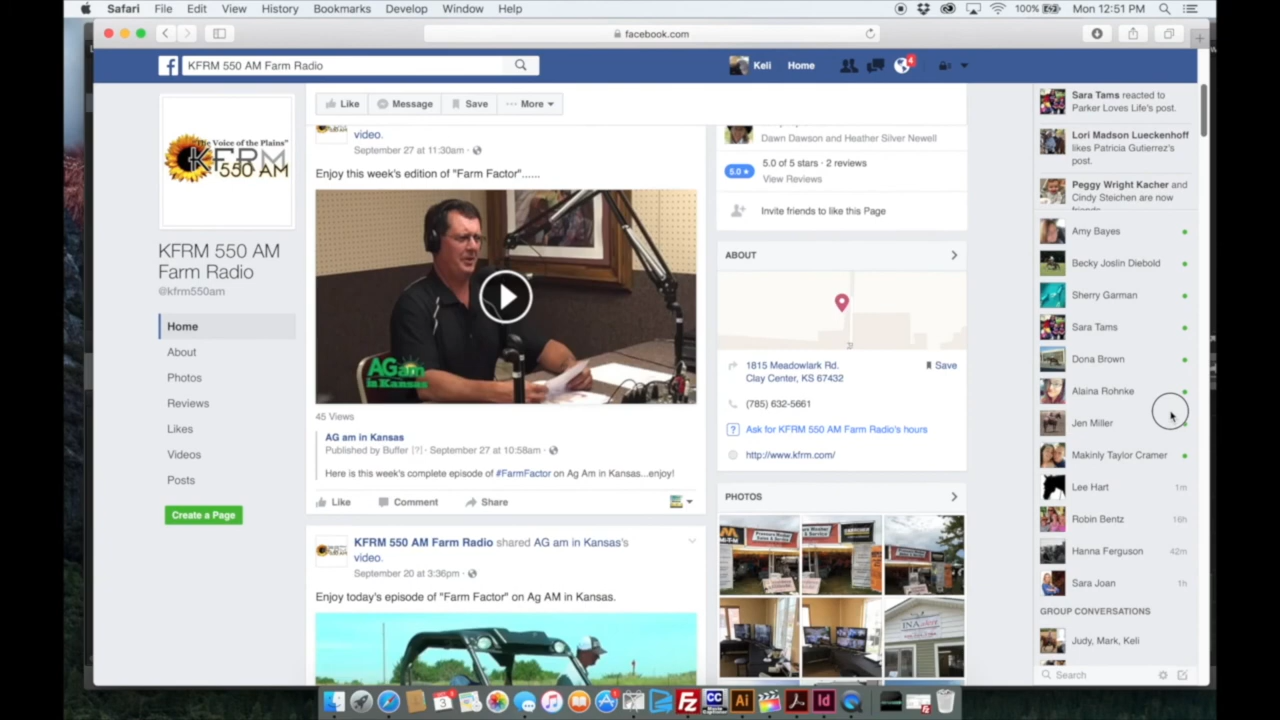 Safari File Edit View History Bookmarks Develop Window Help
100% Mon 12:51 PM
facebook.com
KFRM 550 AM Farm Radio
Keli Home
4
"The Voice of the Plains"
KFRM
550 AM
KFRM 550 AM
Farm Radio
@kfrm550am
Home
About
Photos
Reviews
Likes
Videos
Posts
Create a Page
Like Message Save More
video.
September 27 at 11:30am
Enjoy this week's edition of "Farm Factor"......
AGam
in Kansas
45 Views
AG am in Kansas
Published by Buffer [?] · September 27 at 10:58am ·
Here is this week's complete episode of #FarmFactor on Ag Am in Kansas...enjoy!
Like Comment Share
KFRM 550 AM Farm Radio shared AG am in Kansas's
video.
September 20 at 3:36pm ·
Enjoy today's episode of "Farm Factor" on Ag AM in Kansas.
Dawn Dawson and Heather Silver Newell
5.0 ★
5.0 of 5 stars · 2 reviews
View Reviews
Invite friends to like this Page
ABOUT
1815 Meadowlark Rd.
Clay Center, KS 67432
Save
(785) 632-5661
? Ask for KFRM 550 AM Farm Radio's hours
http://www.kfrm.com/
PHOTOS
Sara Tams reacted to
Parker Loves Life's post.
Lori Madson Lueckenhoff
likes Patricia Gutierrez's
post.
Peggy Wright Kacher and
Cindy Steichen are now
friends
Amy Bayes
Becky Joslin Diebold
Sherry Garman
Sara Tams
Dona Brown
Alaina Rohnke
Jen Miller
Makinly Taylor Cramer
Lee Hart 1m
Robin Bentz 16h
Hanna Ferguson 42m
Sara Joan 1h
GROUP CONVERSATIONS
Judy, Mark, Keli
Search
3
Fz
CC
Ai
Id